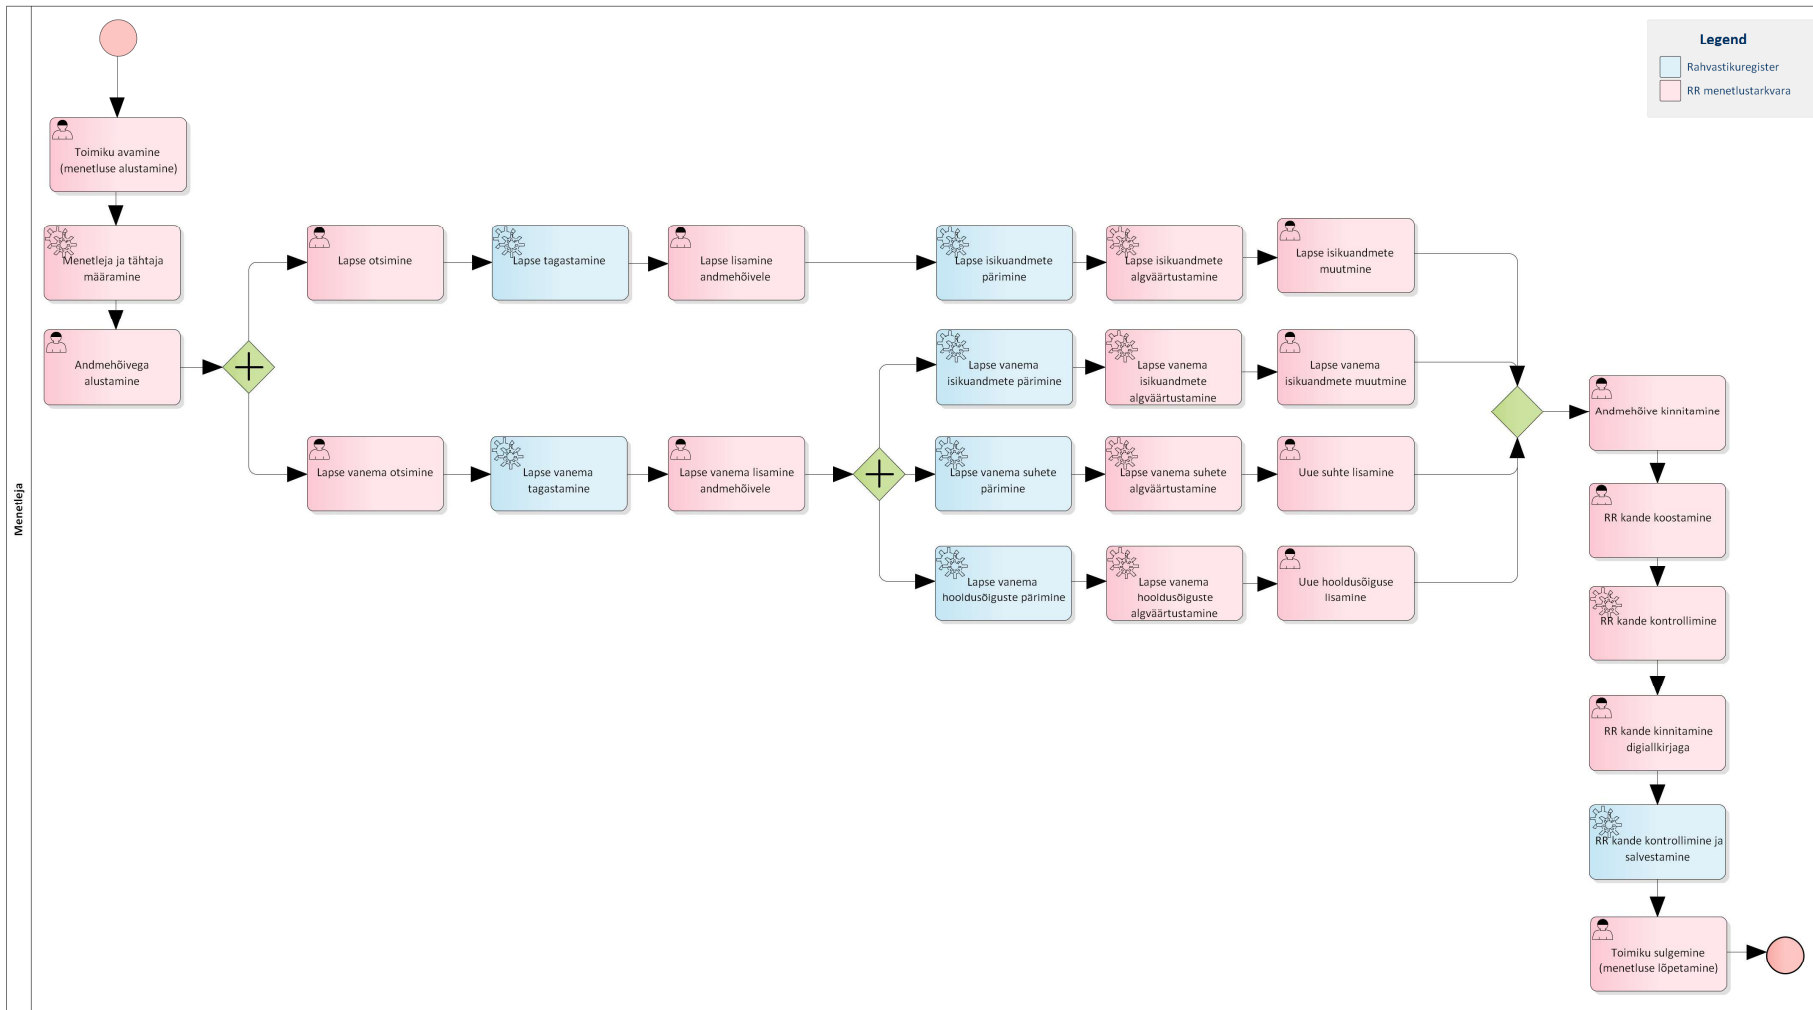 Menetleja
Legend
Rahvastikuregister
RR menetlustarkvara
Toimiku avamine
(menetluse alustamine)
Menetleja ja tähtaja
määramine
Andmehõivega
alustamine
Lapse otsimine
Lapse tagastamine
Lapse lisamine
andmehõivele
Lapse isikuandmete
pärimine
Lapse isikuandmete
algväärtustamine
Lapse isikuandmete
muutmine
Lapse vanema otsimine
Lapse vanema
tagastamine
Lapse vanema lisamine
andmehõivele
Lapse vanema
isikuandmete pärimine
Lapse vanema
isikuandmete
algväärtustamine
Lapse vanema
isikuandmete muutmine
Lapse vanema suhete
pärimine
Lapse vanema suhete
algväärtustamine
Uue suhte lisamine
Lapse vanema
hooldusõiguste pärimine
Lapse vanema
hooldusõiguste
algväärtustamine
Uue hooldusõiguse
lisamine
Andmehõive kinnitamine
RR kande koostamine
RR kande kontrollimine
RR kande kinnitamine
digiallkirjaga
RR kande kontrollimine ja
salvestamine
Toimiku sulgemine
(menetluse lõpetamine)